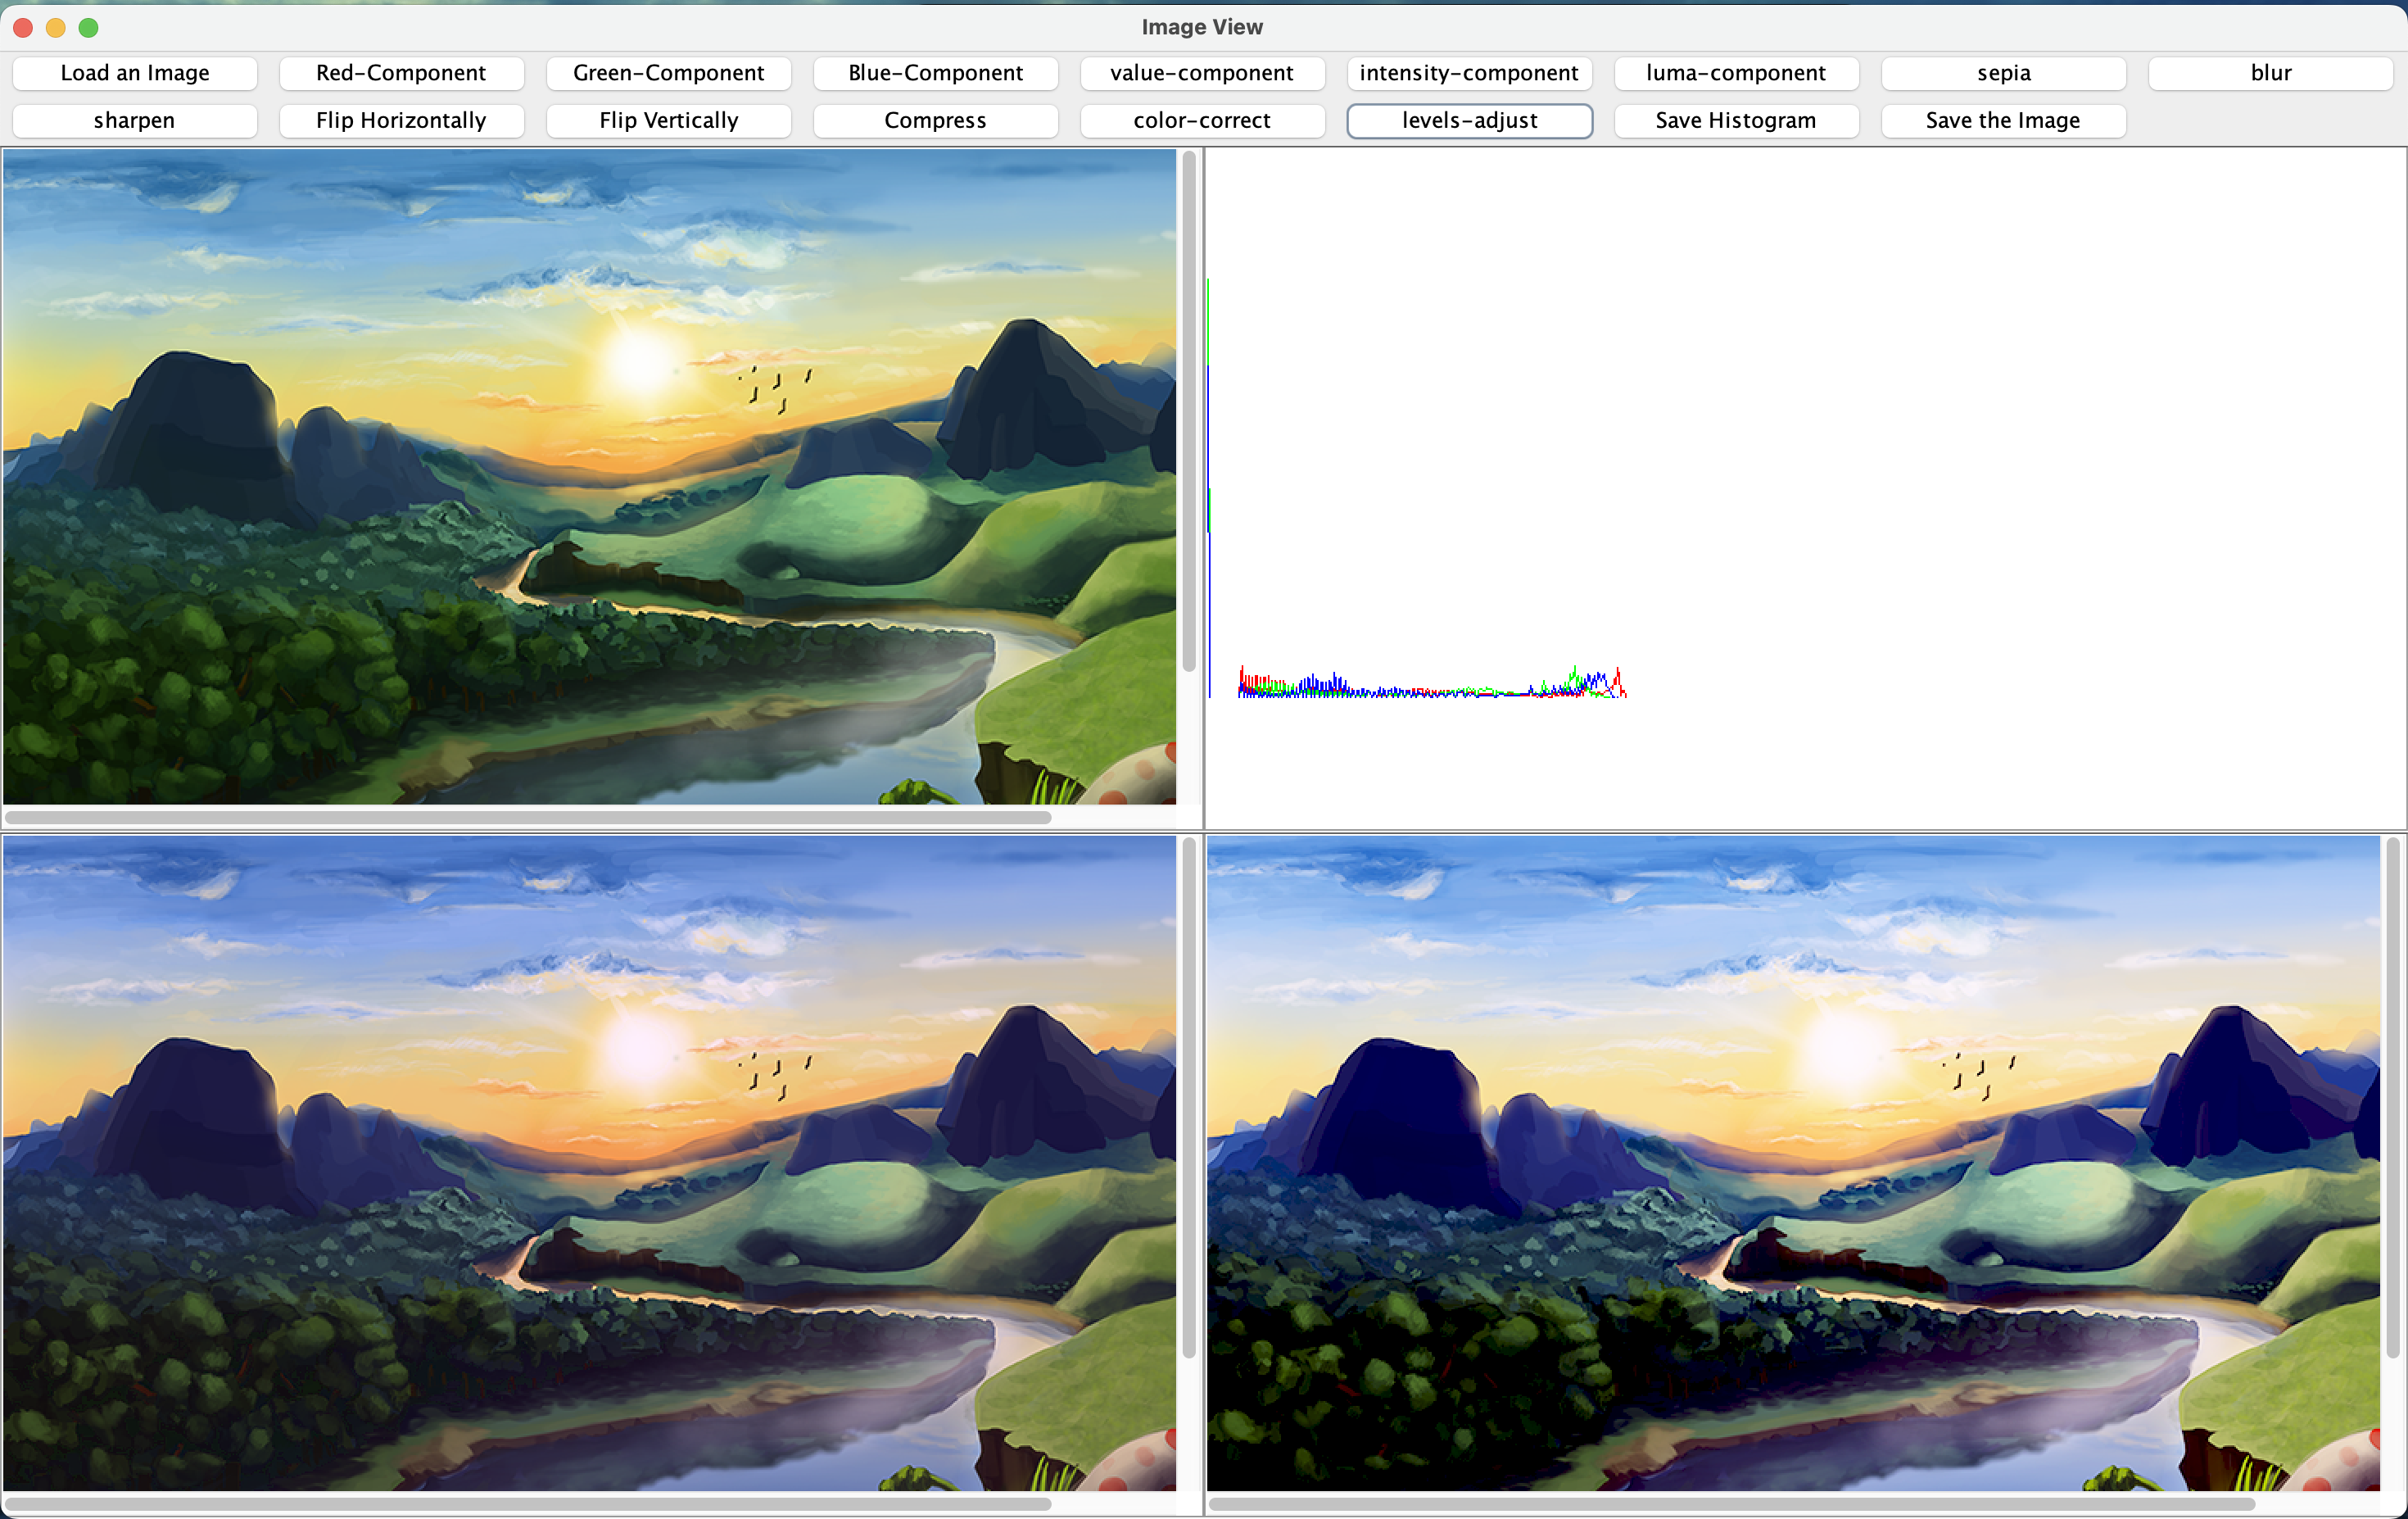 Image View
Load an Image Red-Component Green-Component Blue-Component value-component intensity-component luma-component sepia blur
sharpen Flip Horizontally Flip Vertically Compress color-correct levels-adjust Save Histogram Save the Image